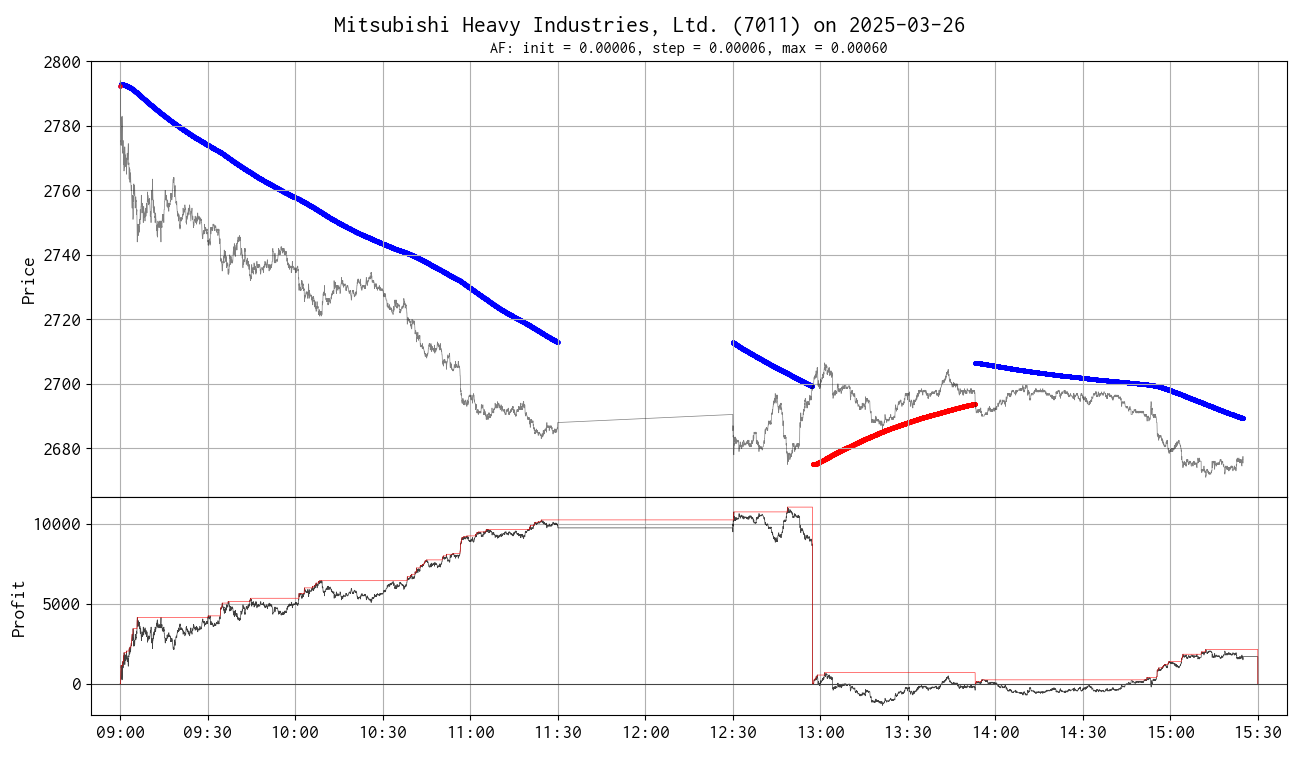 Mitsubishi Heavy Industries, Ltd. (7011) on 2025-03-26
AF: init = 0.00006, step = 0.00006, max = 0.00060
2800
2780
2760
2740
2720
2700
2680
Price
10000
5000
0
Profit
09:00 09:30 10:00 10:30 11:00 11:30 12:00 12:30 13:00 13:30 14:00 14:30 15:00 15:30